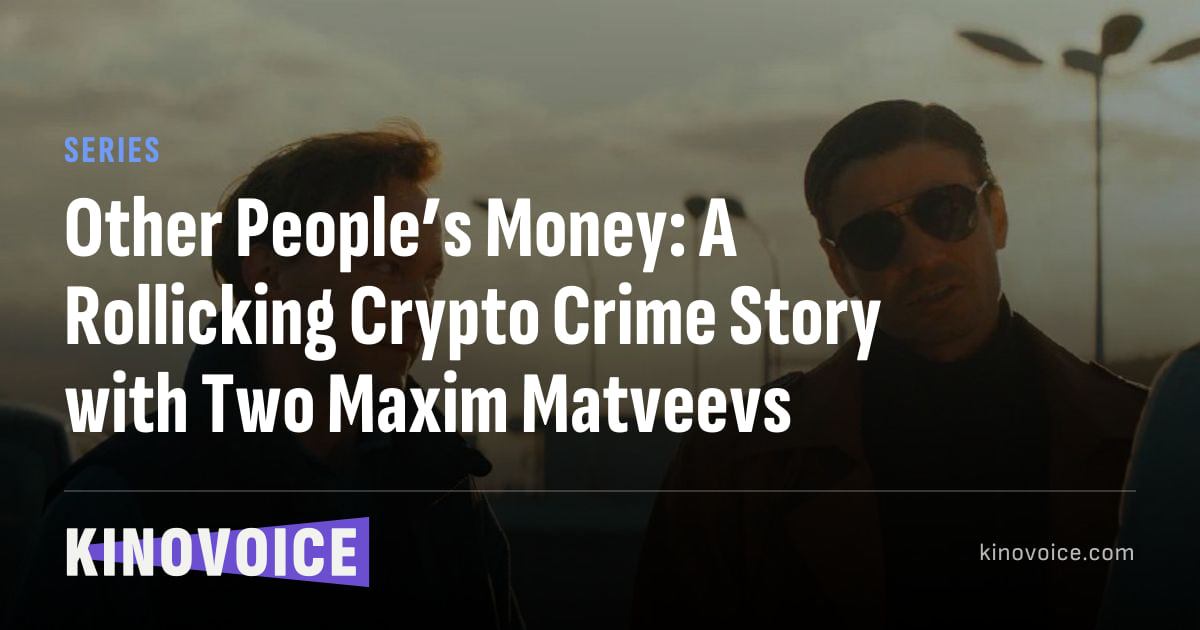 SERIES
Other People’s Money: A
Rollicking Crypto Crime Story
with Two Maxim Matveevs
KINOVOICE
kinovoice.com